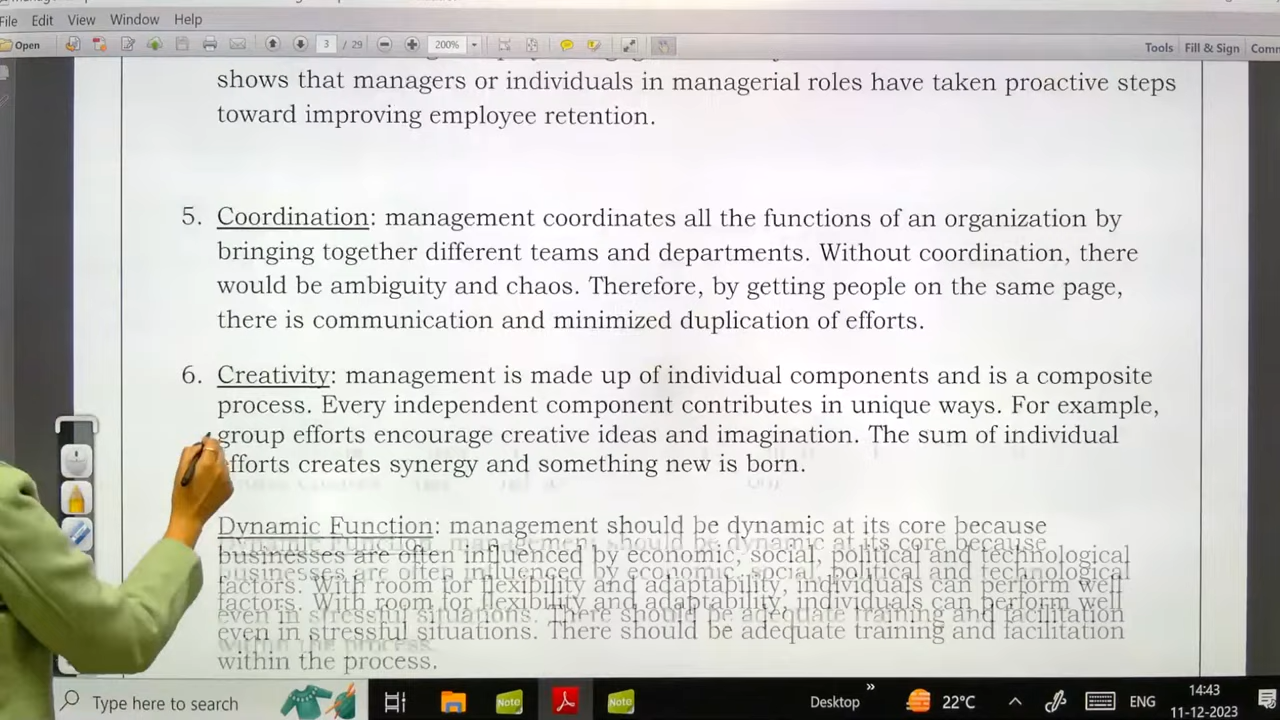 File Edit View Window Help
Open 3 / 29 200% Tools Fill & Sign Comm
shows that managers or individuals in managerial roles have taken proactive steps
toward improving employee retention.
5. Coordination: management coordinates all the functions of an organization by
bringing together different teams and departments. Without coordination, there
would be ambiguity and chaos. Therefore, by getting people on the same page,
there is communication and minimized duplication of efforts.
6. Creativity: management is made up of individual components and is a composite
process. Every independent component contributes in unique ways. For example,
group efforts encourage creative ideas and imagination. The sum of individual
efforts creates synergy and something new is born.
Dynamic Function: management should be dynamic at its core because
businesses are often influenced by economic, social, political and technological
factors. With room for flexibility and adaptability, individuals can perform well
even in stressful situations. There should be adequate training and facilitation
within the process.
Type here to search Note Note Desktop » 22°C ENG 14:43
11-12-2023